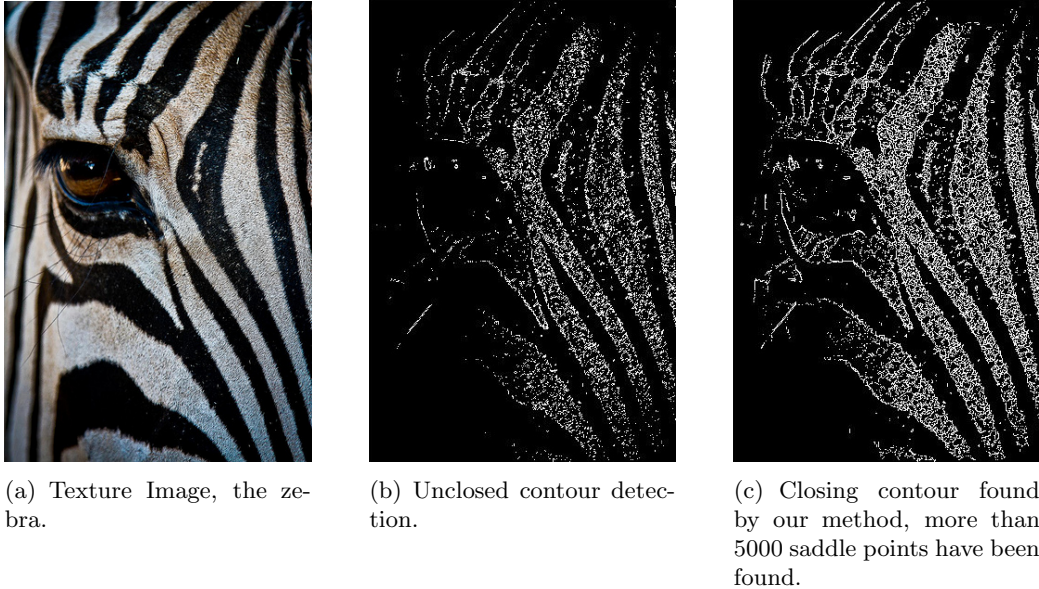 (a) Texture Image, the ze-
bra.
(b) Unclosed contour detec-
tion.
(c) Closing contour found
by our method, more than
5000 saddle points have been
found.